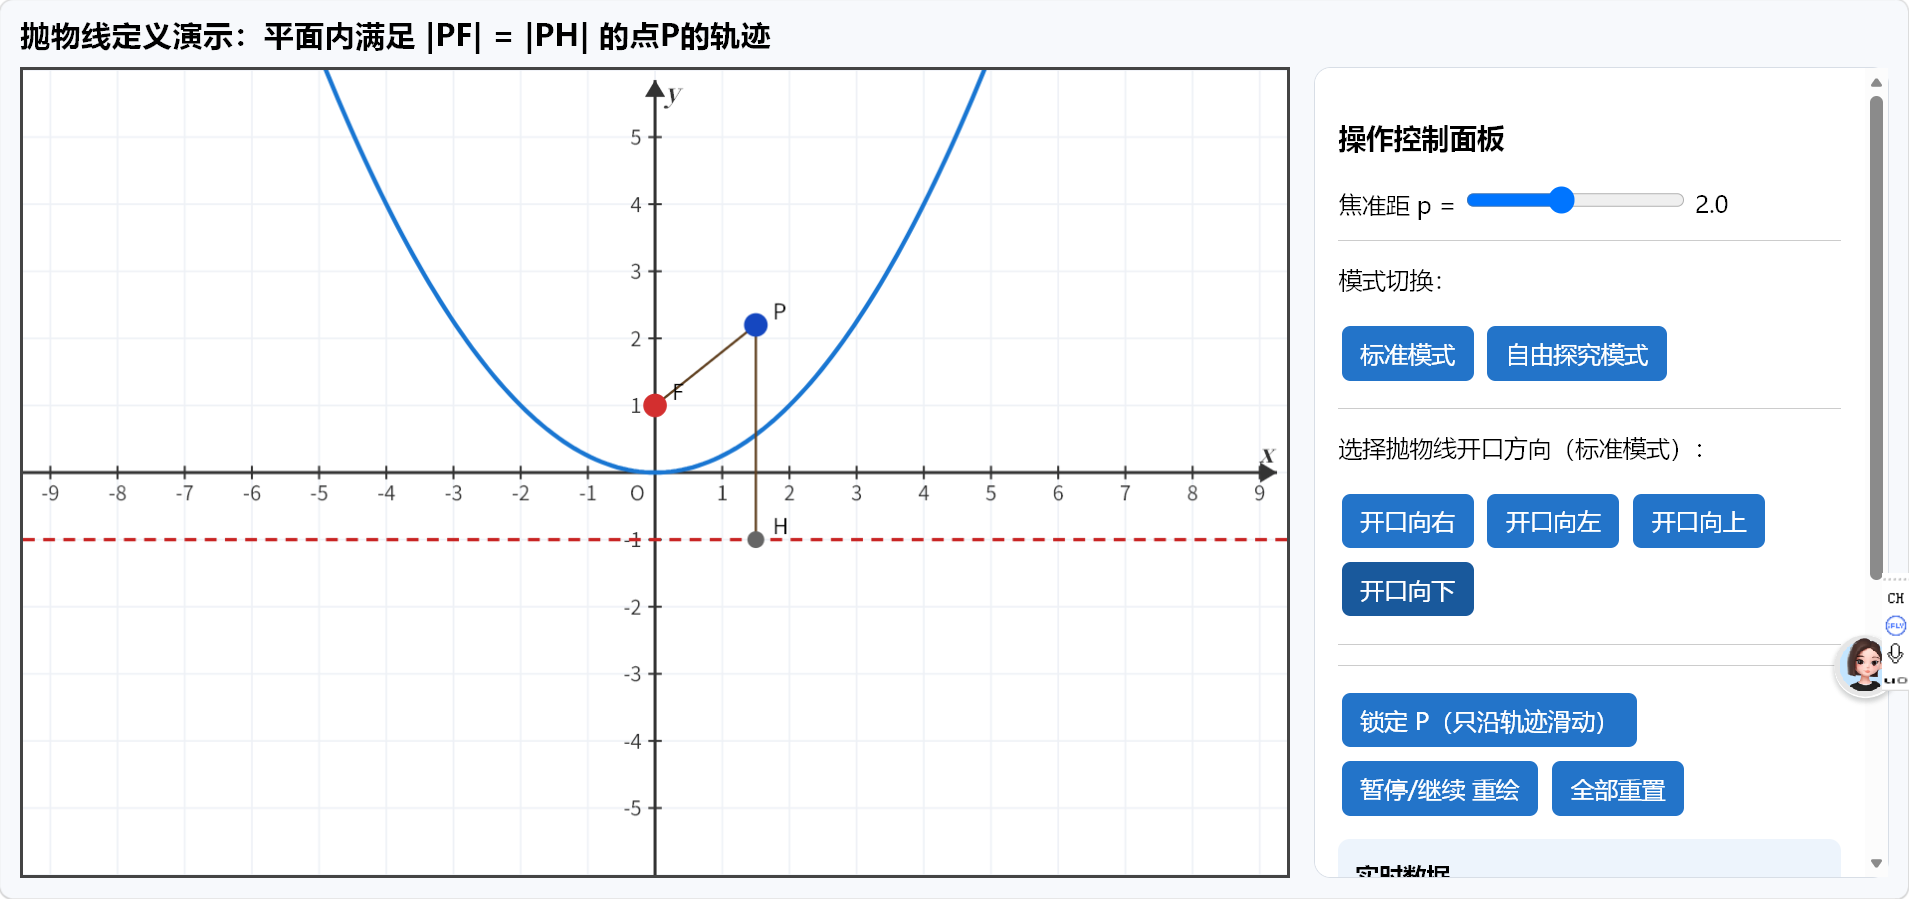 抛物线定义演示：平面内满足 |PF| = |PH| 的点P的轨迹
y
5
4
3
P
2
F
1
x
-9 -8 -7 -6 -5 -4 -3 -2 -1 O 1 2 3 4 5 6 7 8 9
H
-1
-2
-3
-4
-5
操作控制面板
焦准距 p = 2.0
模式切换：
标准模式 自由探究模式
选择抛物线开口方向（标准模式）：
开口向右 开口向左 开口向上
开口向下
锁定 P（只沿轨迹滑动）
暂停/继续 重绘 全部重置
实时数据
CH
iFLY